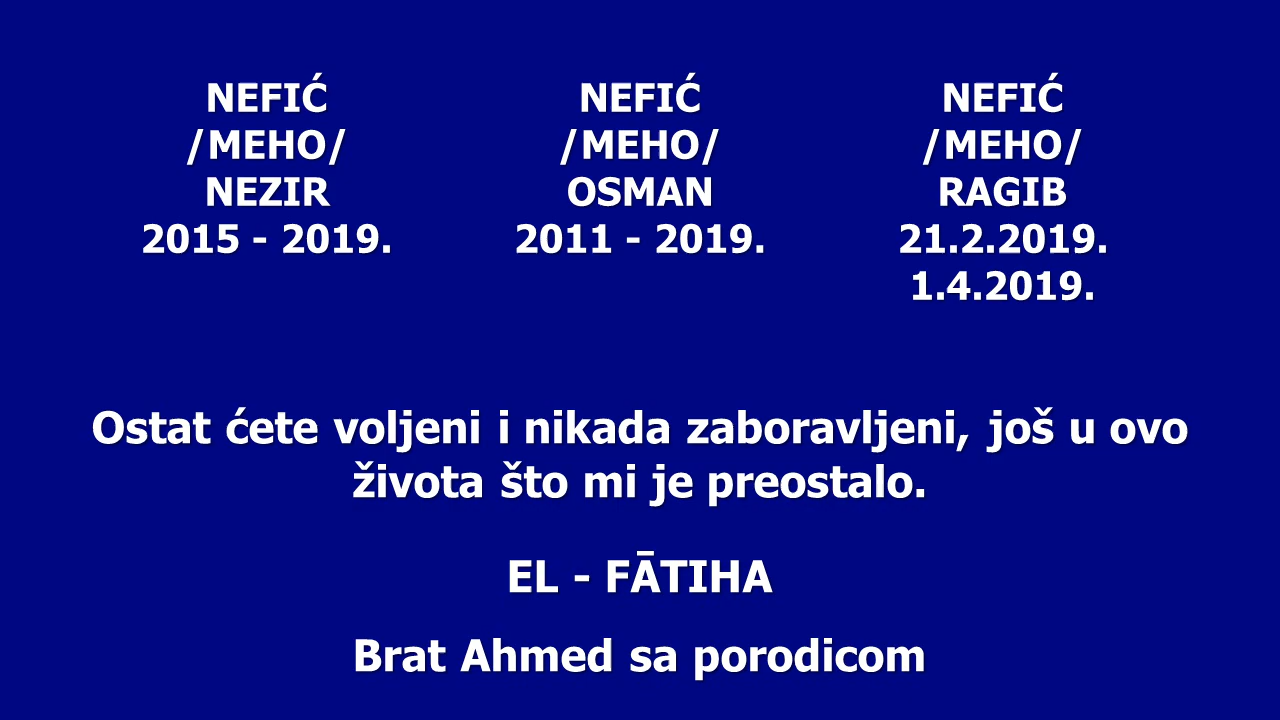 NEFIĆ
/MEHO/
NEZIR
2015 - 2019.
NEFIĆ
/MEHO/
OSMAN
2011 - 2019.
NEFIĆ
/MEHO/
RAGIB
21.2.2019.
1.4.2019.
Ostat ćete voljeni i nikada zaboravljeni, još u ovo
života što mi je preostalo.
EL - FĀTIHA
Brat Ahmed sa porodicom